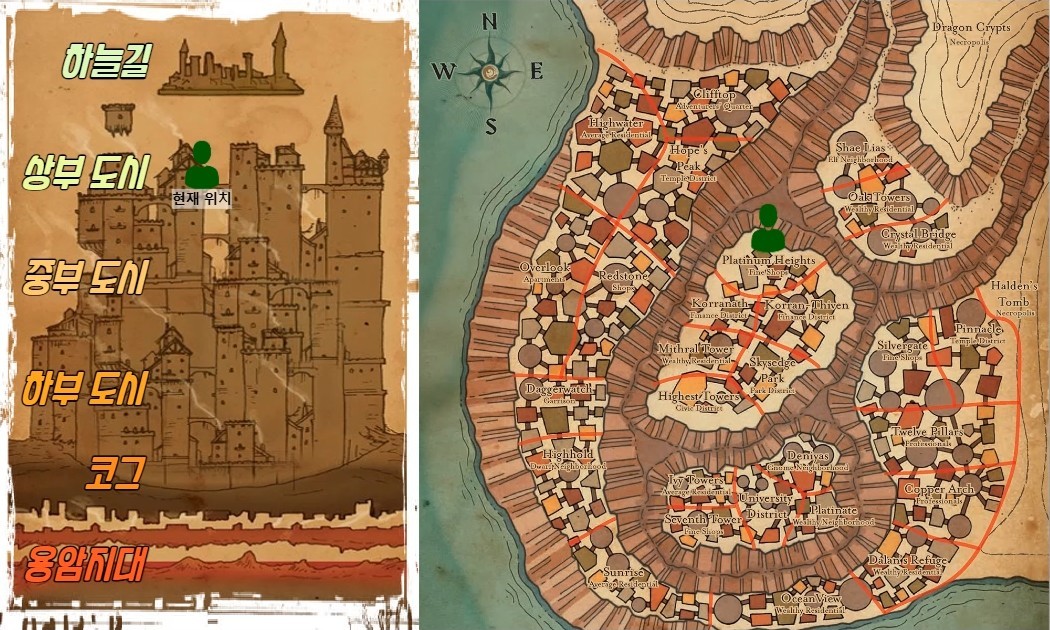 하늘길
상부 도시
현재 위치
중부 도시
하부 도시
코그
용암지대
N
W
E
S
Dragon Crypts
Necropolis
Clifftop
Adventurers' Quarter
Highwater
Average Residential
Hope's
Peak
Temple District
Shae Lias
Elf Neighborhood
Oak Towers
Wealthy Residential
Crystal Bridge
Wealthy Residential
Platinum Heights
Fine Shops
Overlook
Apartments
Redstone
Shops
Korranath
Finance District
Korran-Thiven
Finance District
Halden's
Tomb
Necropolis
Mithral Tower
Wealthy Residential
Skysedge
Park
Park District
Silvergate
Fine Shops
Pinnacle
Temple District
Daggerwatch
Garrison
Highest Towers
Civic District
Highhold
Dwarf Neighborhood
Twelve Pillars
Professionals
Deniyas
Gnome Neighborhood
Ivy Towers
Average Residential
University
District
Platinate
Wealthy Neighborhood
Copper Arch
Professionals
Seventh Tower
Fine Shops
Sunrise
Average Residential
Dalan's Refuge
Wealthy Residential
Ocean View
Wealthy Residential